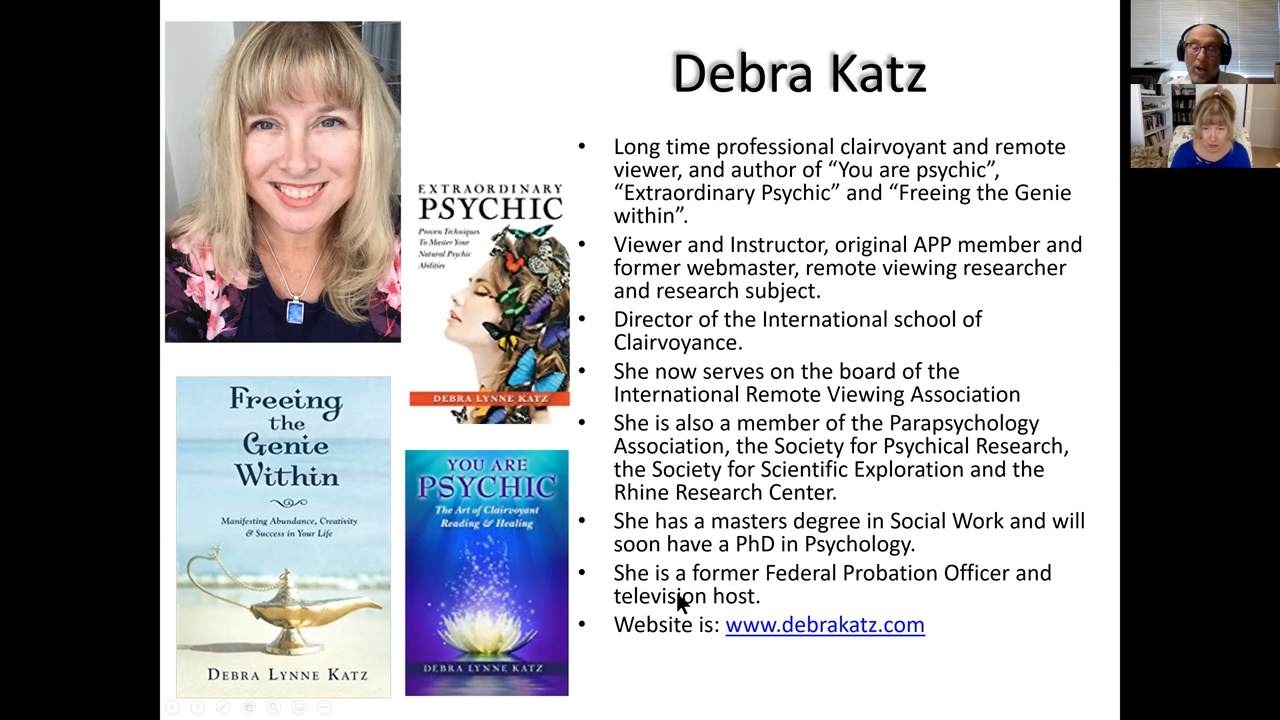 Debra Katz
• Long time professional clairvoyant and remote
viewer, and author of “You are psychic”,
“Extraordinary Psychic” and “Freeing the Genie
within”.
• Viewer and Instructor, original APP member and
former webmaster, remote viewing researcher
and research subject.
• Director of the International school of
Clairvoyance.
• She now serves on the board of the
International Remote Viewing Association
• She is also a member of the Parapsychology
Association, the Society for Psychical Research,
the Society for Scientific Exploration and the
Rhine Research Center.
• She has a masters degree in Social Work and will
soon have a PhD in Psychology.
• She is a former Federal Probation Officer and
television host.
• Website is: www.debrakatz.com
EXTRAORDINARY
PSYCHIC
Proven Techniques
To Master Your
Natural Psychic
Abilities
DEBRA LYNNE KATZ
Freeing
the
Genie
Within
Manifesting Abundance, Creativity
& Success in Your Life
DEBRA LYNNE KATZ
YOU ARE
PSYCHIC
The Art of Clairvoyant
Reading & Healing
DEBRA LYNNE KATZ